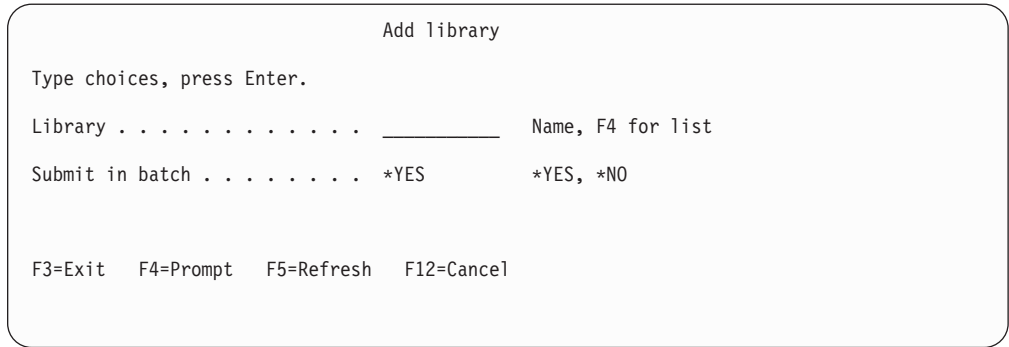 Add library
Type choices, press Enter.
Library . . . . . . . . . . . . ___________ Name, F4 for list
Submit in batch . . . . . . . . *YES *YES, *NO
F3=Exit F4=Prompt F5=Refresh F12=Cancel